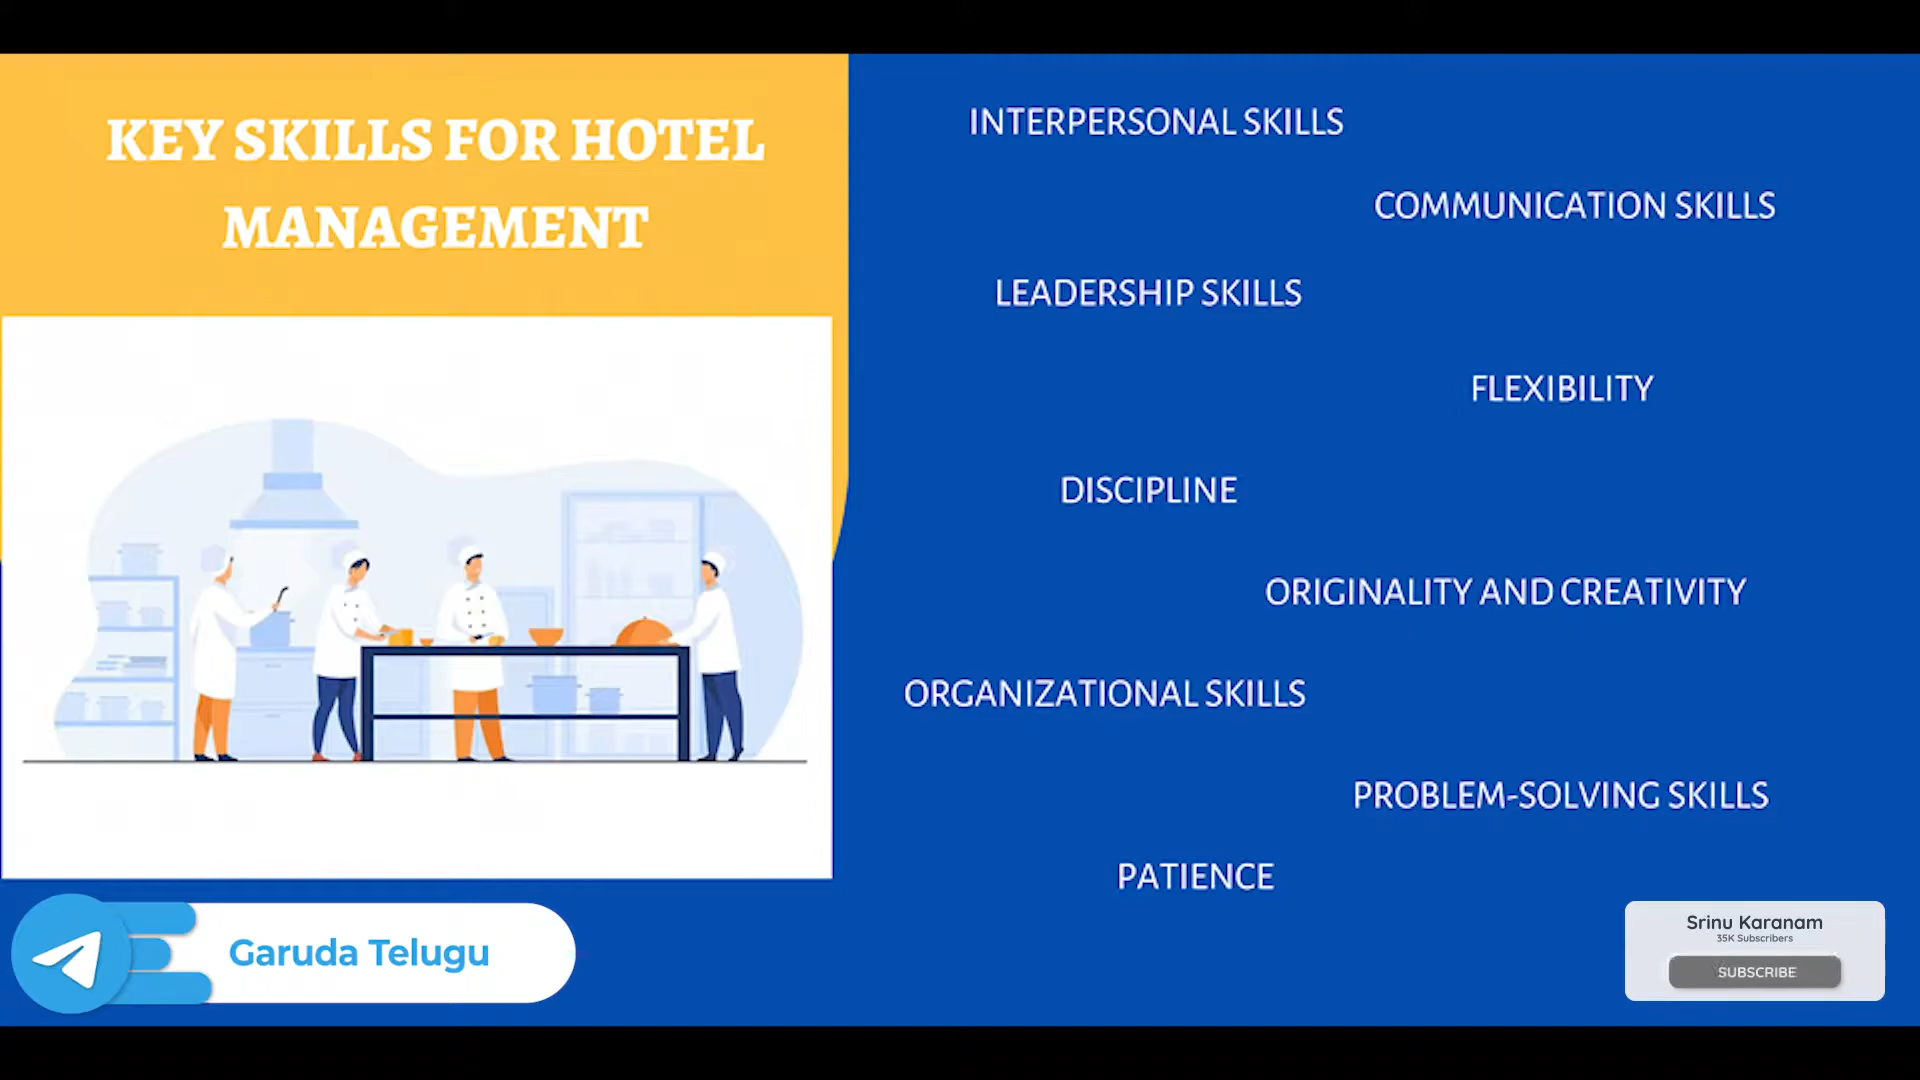 KEY SKILLS FOR HOTEL
MANAGEMENT
INTERPERSONAL SKILLS
COMMUNICATION SKILLS
LEADERSHIP SKILLS
FLEXIBILITY
DISCIPLINE
ORIGINALITY AND CREATIVITY
ORGANIZATIONAL SKILLS
PROBLEM-SOLVING SKILLS
PATIENCE
Garuda Telugu
Srinu Karanam
35K Subscribers
SUBSCRIBE